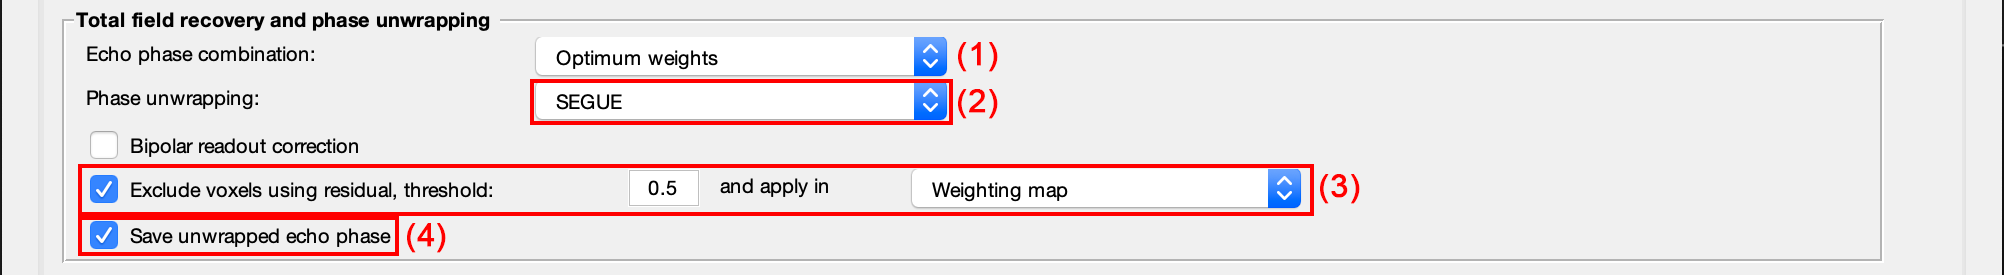 Total field recovery and phase unwrapping
Echo phase combination: Optimum weights (1)
Phase unwrapping: SEGUE (2)
Bipolar readout correction
Exclude voxels using residual, threshold: 0.5 and apply in Weighting map (3)
Save unwrapped echo phase (4)